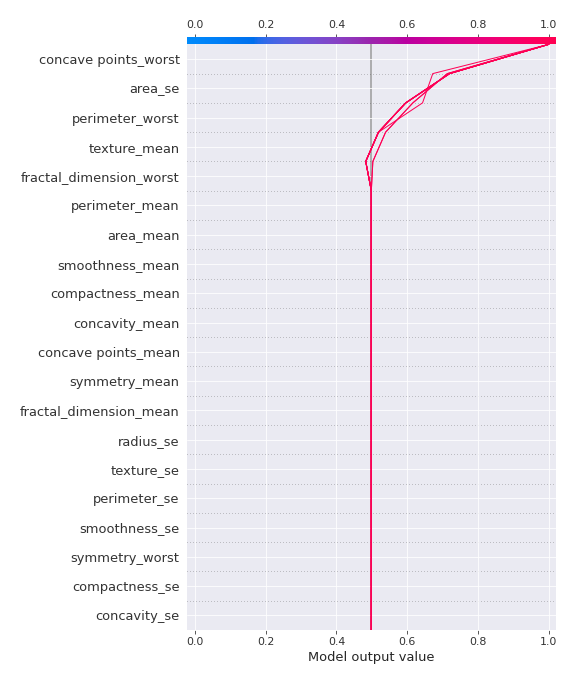 0.0 0.2 0.4 0.6 0.8 1.0
concave points_worst
area_se
perimeter_worst
texture_mean
fractal_dimension_worst
perimeter_mean
area_mean
smoothness_mean
compactness_mean
concavity_mean
concave points_mean
symmetry_mean
fractal_dimension_mean
radius_se
texture_se
perimeter_se
smoothness_se
symmetry_worst
compactness_se
concavity_se
0.0 0.2 0.4 0.6 0.8 1.0
Model output value